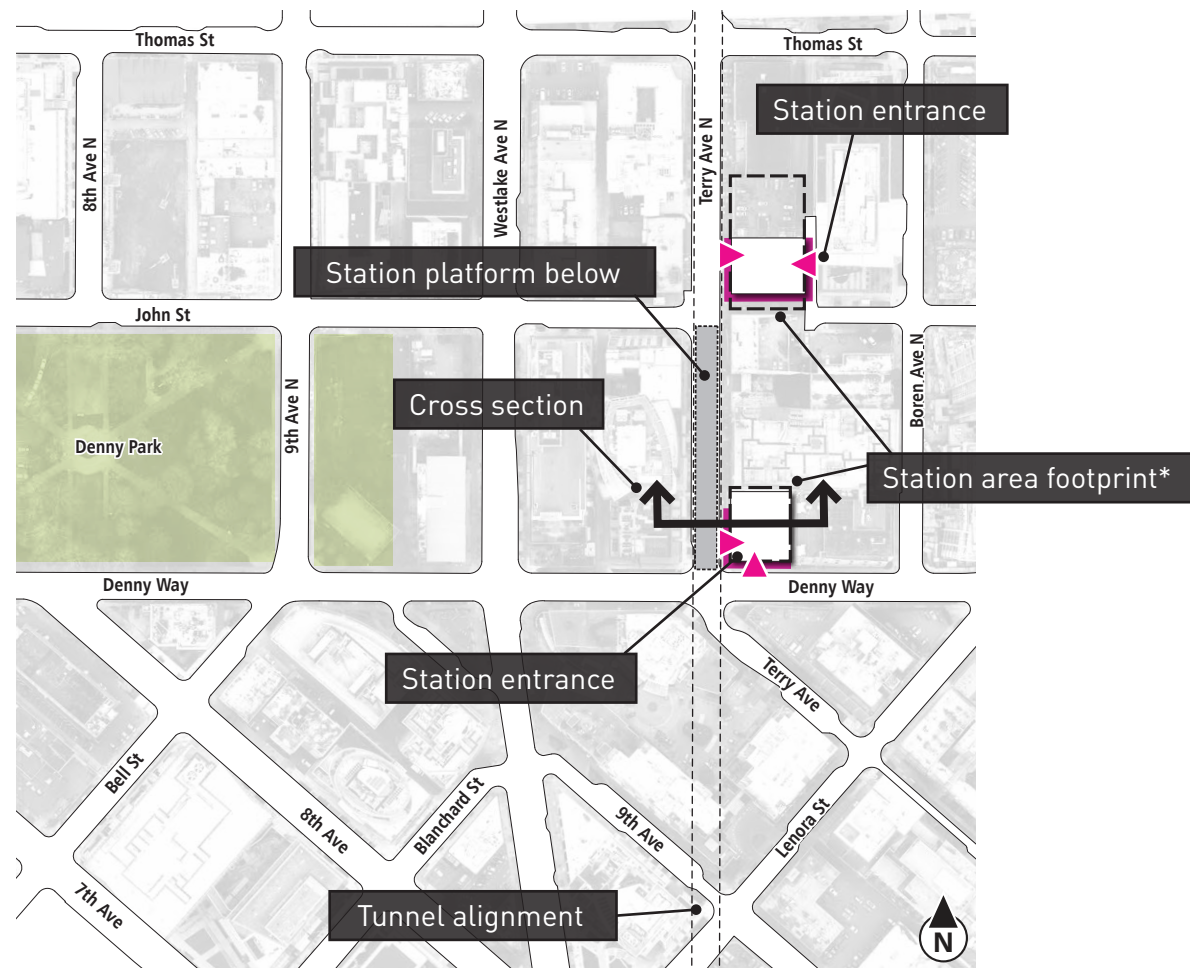 Thomas St
Thomas St
Station entrance
8th Ave N
Westlake Ave N
Terry Ave N
Station platform below
John St
Boren Ave N
Cross section
9th Ave N
Denny Park
Station area footprint*
Denny Way
Denny Way
Station entrance
Terry Ave
Bell St
8th Ave
Blanchard St
9th Ave
Lenora St
7th Ave
Tunnel alignment
N